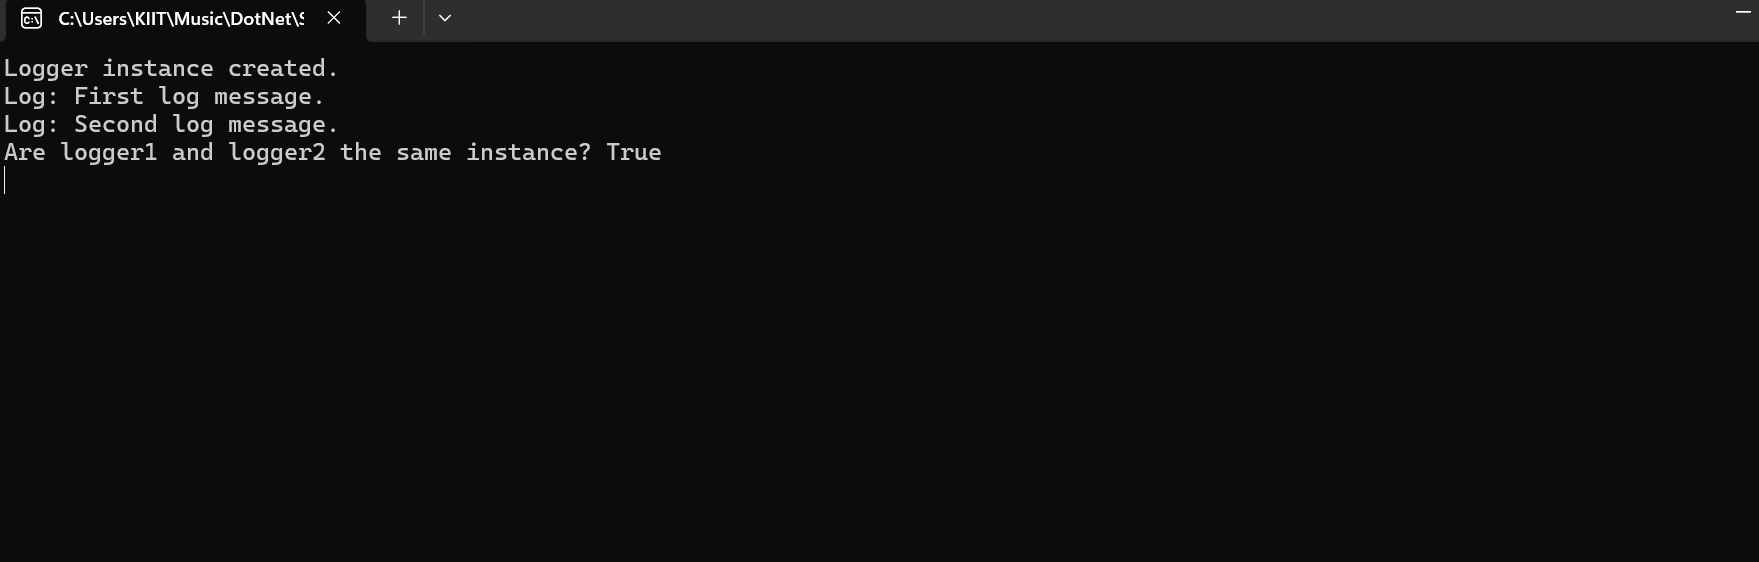 C:\Users\KIIT\Music\DotNet\
Logger instance created.
Log: First log message.
Log: Second log message.
Are logger1 and logger2 the same instance? True